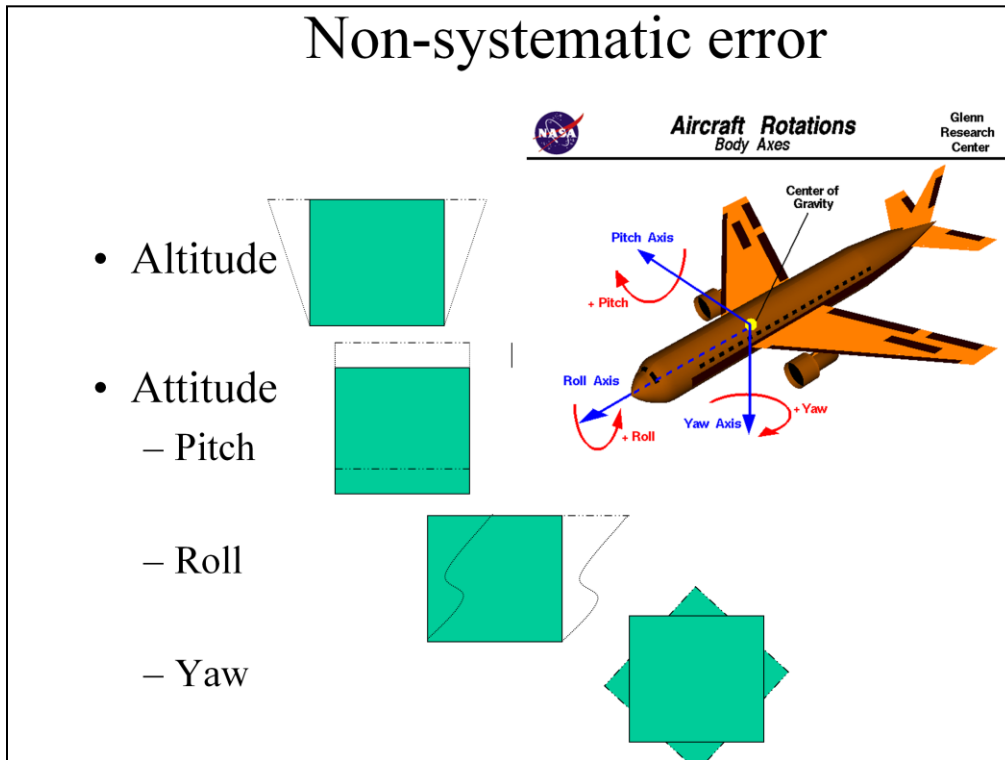 Non-systematic error
NASA
Aircraft Rotations
Body Axes
Glenn
Research
Center
Center of
Gravity
Pitch Axis
+ Pitch
Roll Axis
+ Roll
Yaw Axis
+ Yaw
• Altitude
• Attitude
– Pitch
– Roll
– Yaw